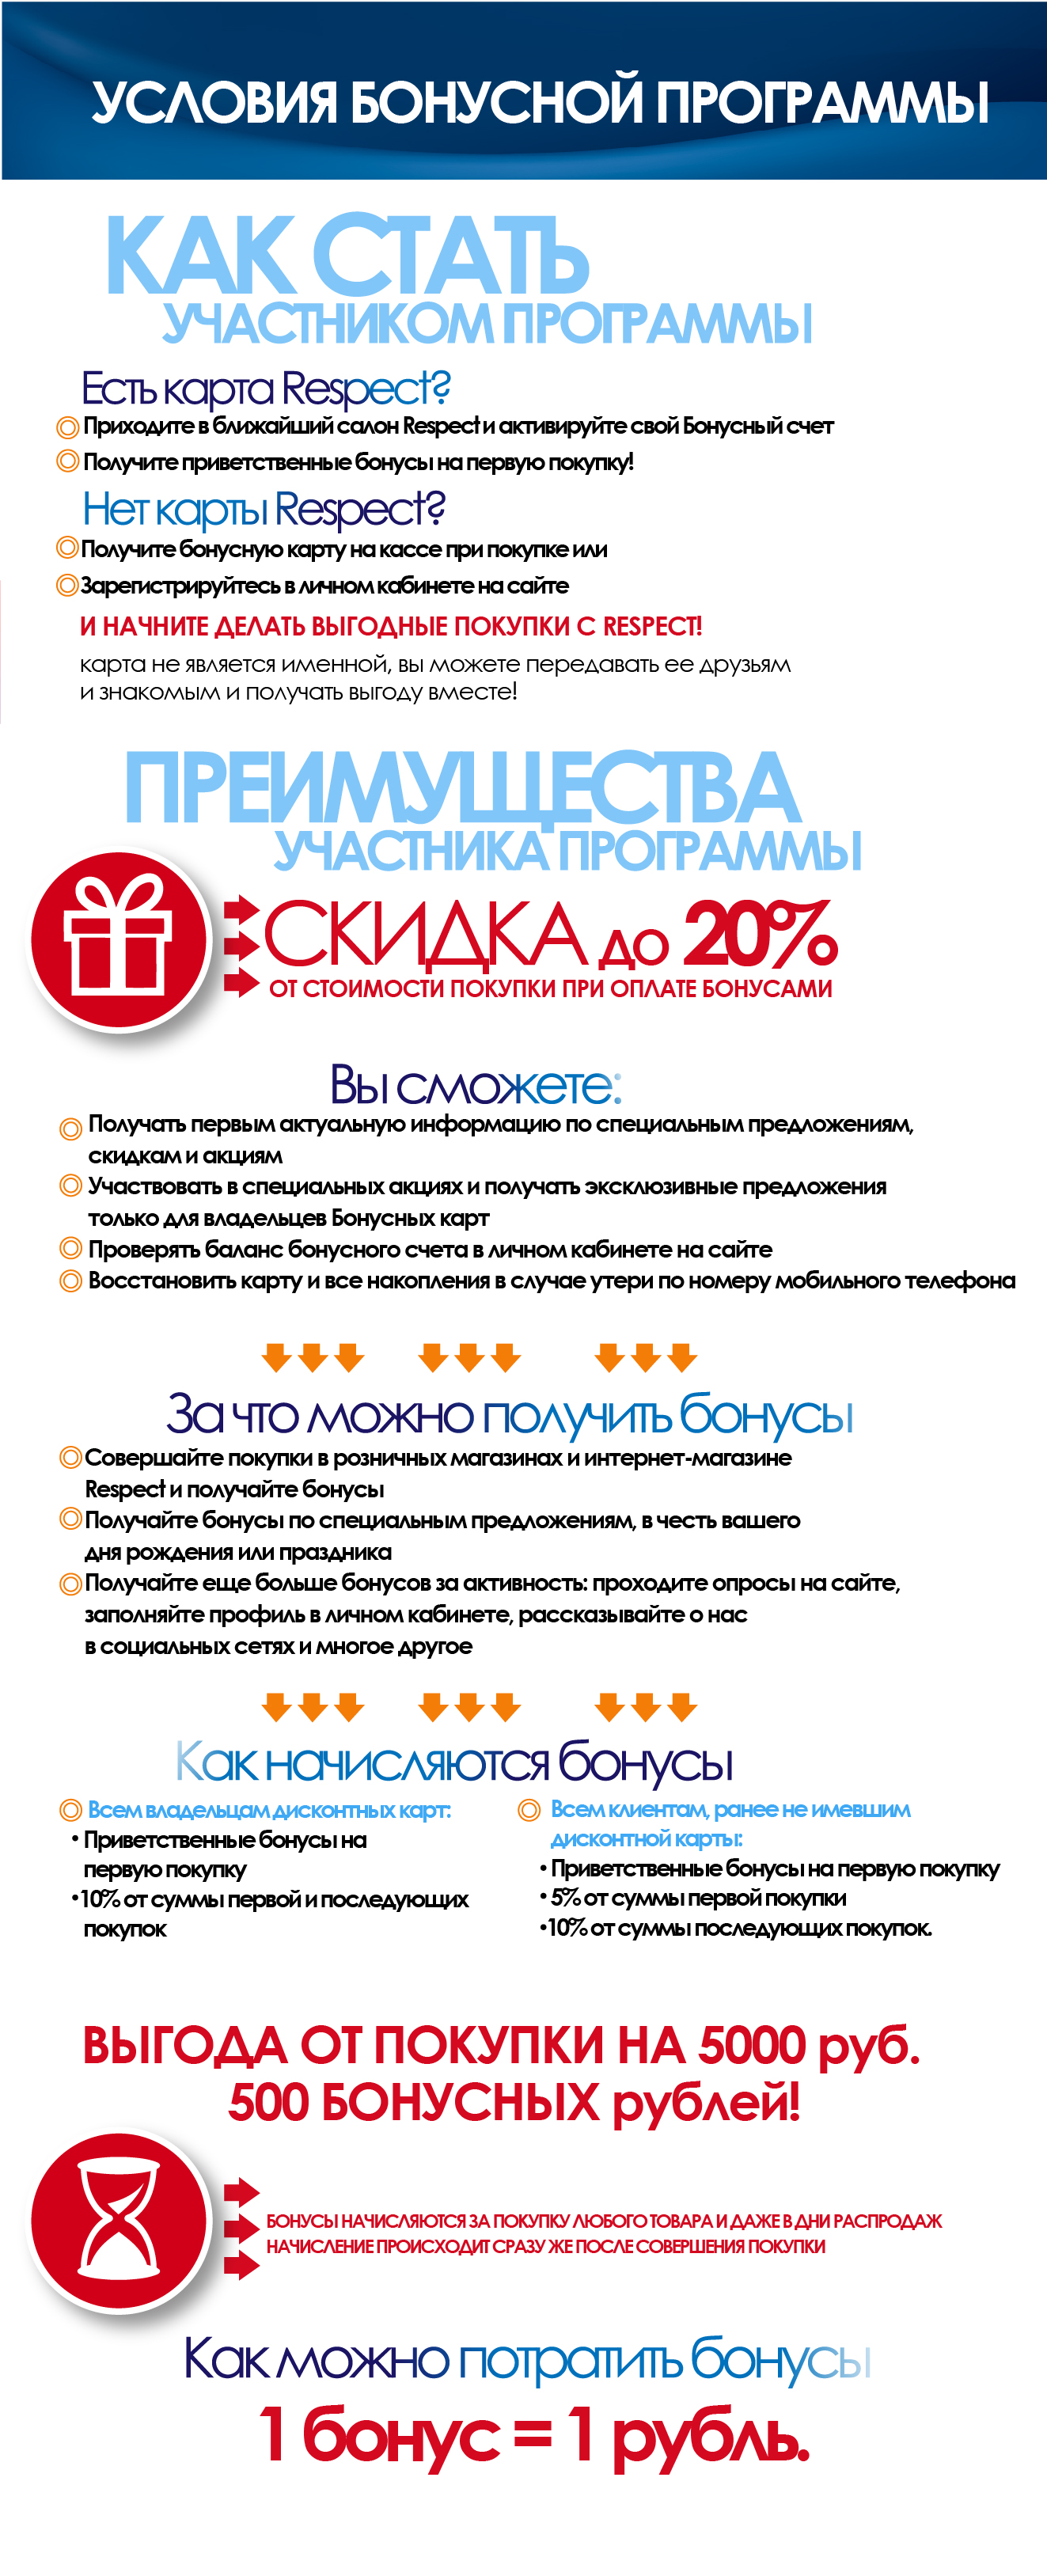 УСЛОВИЯ БОНУСНОЙ ПРОГРАММЫ
КАК СТАТЬ
УЧАСТНИКОМ ПРОГРАММЫ
Есть карта Respect?
Приходите в ближайший салон Respect и активируйте свой Бонусный счет
Получите приветственные бонусы на первую покупку!
Нет карты Respect?
Получите бонусную карту на кассе при покупке или
Зарегистрируйтесь в личном кабинете на сайте
И НАЧНИТЕ ДЕЛАТЬ ВЫГОДНЫЕ ПОКУПКИ С RESPECT!
карта не является именной, вы можете передавать ее друзьям
и знакомым и получать выгоду вместе!
ПРЕИМУЩЕСТВА
УЧАСТНИКА ПРОГРАММЫ
СКИДКА до 20%
ОТ СТОИМОСТИ ПОКУПКИ ПРИ ОПЛАТЕ БОНУСАМИ
Вы сможете:
Получать первым актуальную информацию по специальным предложениям,
скидкам и акциям
Участвовать в специальных акциях и получать эксклюзивные предложения
только для владельцев Бонусных карт
Проверять баланс бонусного счета в личном кабинете на сайте
Восстановить карту и все накопления в случае утери по номеру мобильного телефона
За что можно получить бонусы
Совершайте покупки в розничных магазинах и интернет-магазине
Respect и получайте бонусы
Получайте бонусы по специальным предложениям, в честь вашего
дня рождения или праздника
Получайте еще больше бонусов за активность: проходите опросы на сайте,
заполняйте профиль в личном кабинете, рассказывайте о нас
в социальных сетях и многое другое
Как начисляются бонусы
Всем владельцам дисконтных карт:
• Приветственные бонусы на
первую покупку
• 10% от суммы первой и последующих
покупок
Всем клиентам, ранее не имевшим
дисконтной карты:
• Приветственные бонусы на первую покупку
• 5% от суммы первой покупки
• 10% от суммы последующих покупок.
ВЫГОДА ОТ ПОКУПКИ НА 5000 руб.
500 БОНУСНЫХ рублей!
БОНУСЫ НАЧИСЛЯЮТСЯ ЗА ПОКУПКУ ЛЮБОГО ТОВАРА И ДАЖЕ В ДНИ РАСПРОДАЖ
НАЧИСЛЕНИЕ ПРОИСХОДИТ СРАЗУ ЖЕ ПОСЛЕ СОВЕРШЕНИЯ ПОКУПКИ
Как можно потратить бонусы
1 бонус = 1 рубль.